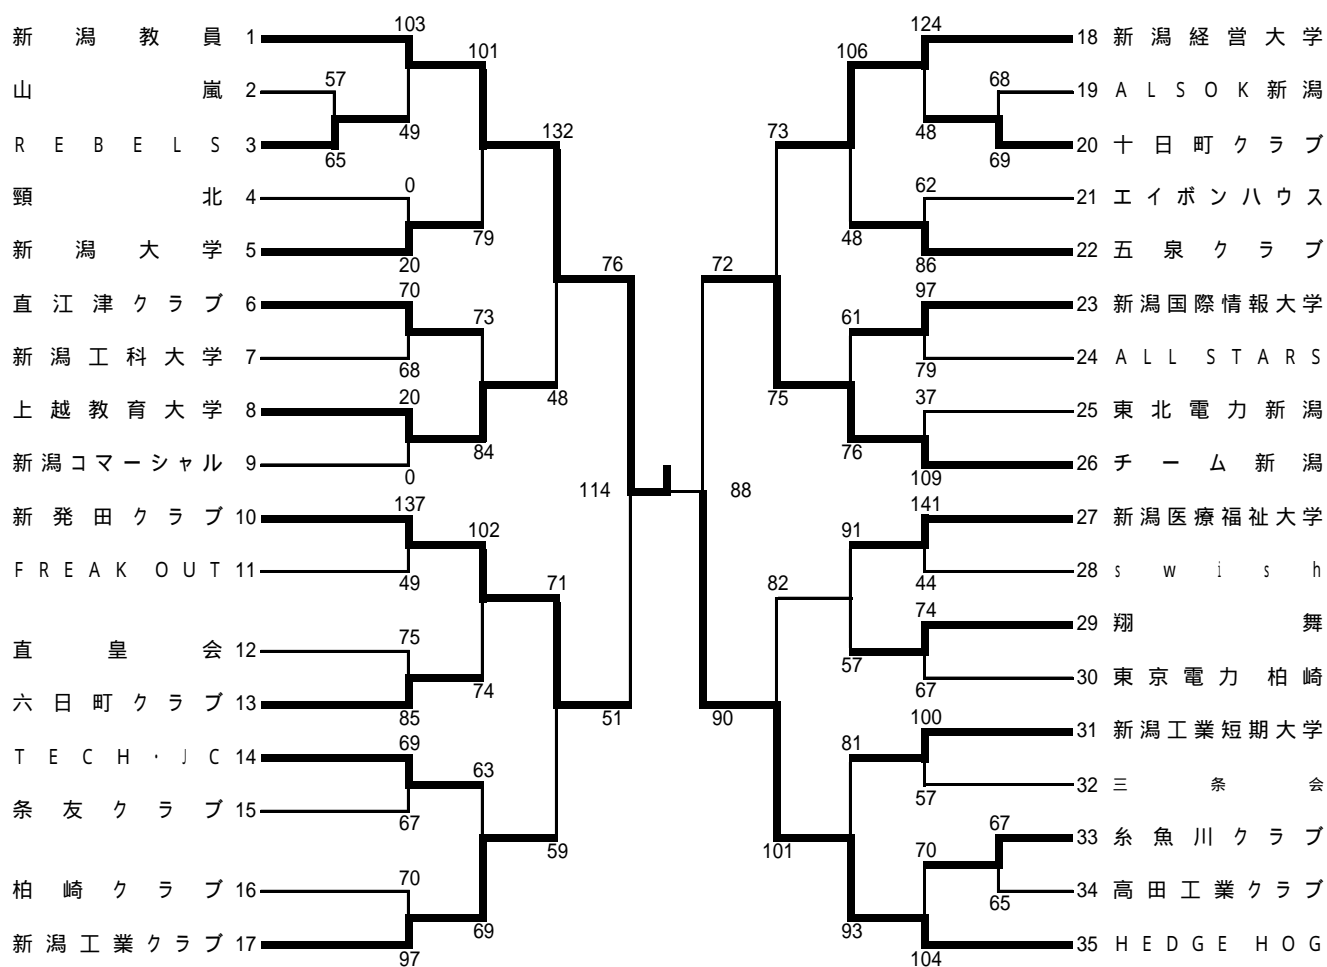 103
124
新潟教員 1
18 新潟経営大学
101
106
57
68
山嵐 2
19 ALSOK新潟
49
132
73
48
REBELS 3
20 十日町クラブ
65
69
0
62
頸北 4
21 エイボンハウス
79
48
新潟大学 5
22 五泉クラブ
20
76
72
86
70
97
直江津クラブ 6
23 新潟国際情報大学
73
61
新潟工科大学 7
24 ALL STARS
68
79
20
48
75
37
上越教育大学 8
25 東北電力新潟
84
76
新潟コマーシャル 9
26 チーム新潟
0
109
114
88
137
141
新発田クラブ 10
27 新潟医療福祉大学
102
91
FREAK OUT 11
28 swish
49
71
82
44
74
29 翔舞
75
直皇会 12
57
67
30 東京電力 柏崎
74
六日町クラブ 13
85
51
90
100
31 新潟工業短期大学
69
81
TECH・JC 14
63
32 三条会
57
条友クラブ 15
67
67
33 糸魚川クラブ
59
101
70
70
柏崎クラブ 16
34 高田工業クラブ
65
69
93
新潟工業クラブ 17
35 HEDGE HOG
97
104